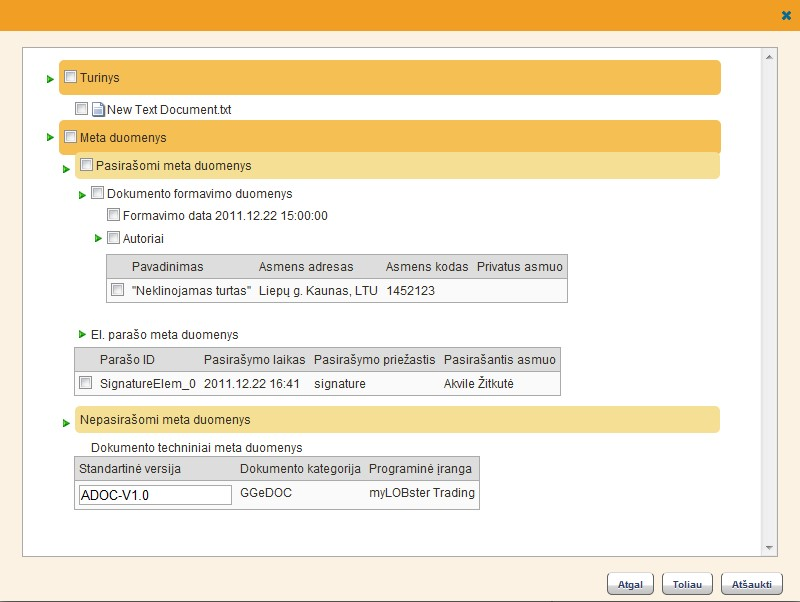 Turinys
New Text Document.txt
Meta duomenys
Pasirašomi meta duomenys
Dokumento formavimo duomenys
Formavimo data 2011.12.22 15:00:00
Autoriai
Pavadinimas Asmens adresas Asmens kodas Privatus asmuo
"Neklinojamas turtas" Liepų g. Kaunas, LTU 1452123
El. parašo meta duomenys
Parašo ID Pasirašymo laikas Pasirašymo priežastis Pasirašantis asmuo
SignatureElem_0 2011.12.22 16:41 signature Akvile Žitkutė
Nepasirašomi meta duomenys
Dokumento techniniai meta duomenys
Standartinė versija Dokumento kategorija Programinė įranga
ADOC-V1.0 GGeDOC myLOBster Trading
Atgal Toliau Atšaukti